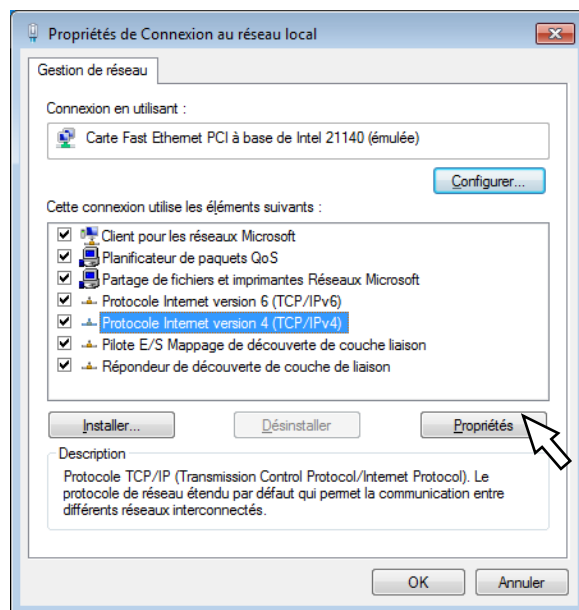 Propriétés de Connexion au réseau local
Gestion de réseau
Connexion en utilisant :
Carte Fast Ethernet PCI à base de Intel 21140 (émulée)
Configurer...
Cette connexion utilise les éléments suivants :
Client pour les réseaux Microsoft
Planificateur de paquets QoS
Partage de fichiers et imprimantes Réseaux Microsoft
Protocole Internet version 6 (TCP/IPv6)
Protocole Internet version 4 (TCP/IPv4)
Pilote E/S Mappage de découverte de couche liaison
Répondeur de découverte de couche de liaison
Installer... Désinstaller Propriétés
Description
Protocole TCP/IP (Transmission Control Protocol/Internet Protocol). Le
protocole de réseau étendu par défaut qui permet la communication entre
différents réseaux interconnectés.
OK Annuler